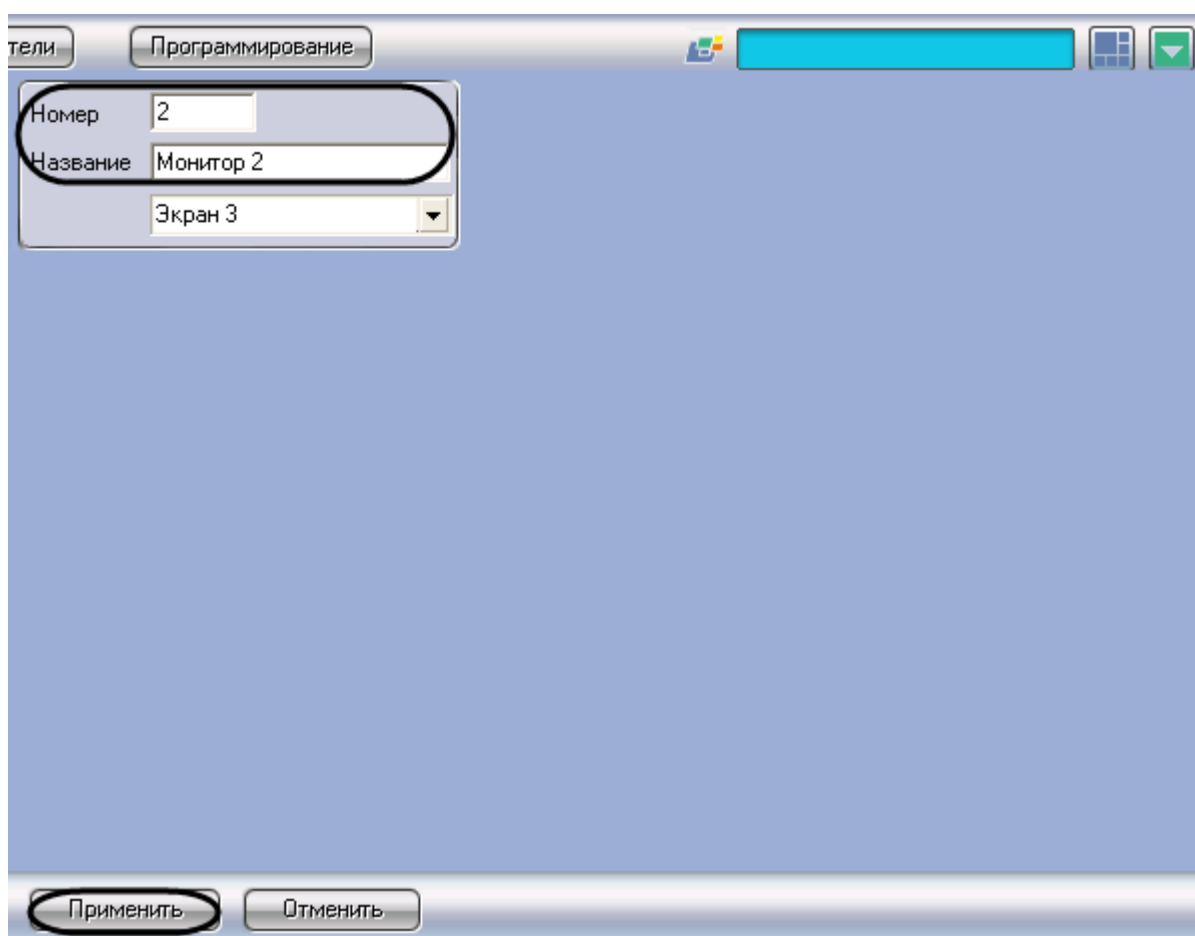 тели Программирование
Номер 2
Название Монитор 2
Экран 3
Применить Отменить